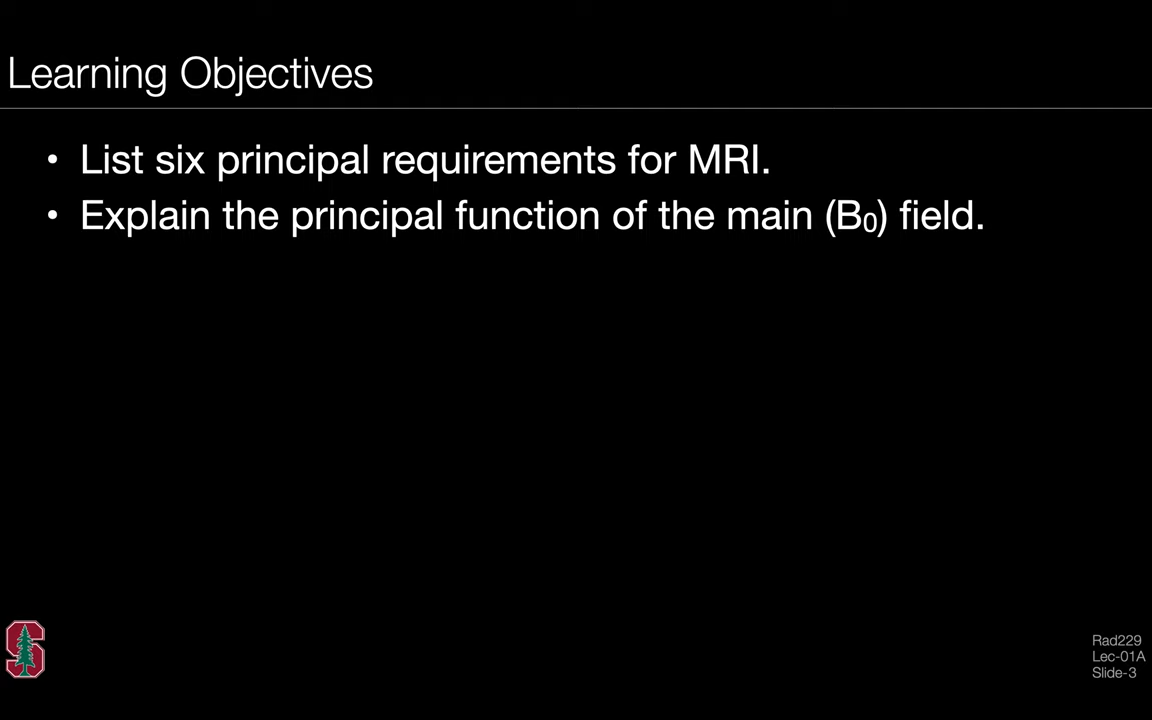 Learning Objectives
• List six principal requirements for MRI.
• Explain the principal function of the main (B₀) field.
Rad229
Lec-01A
Slide-3